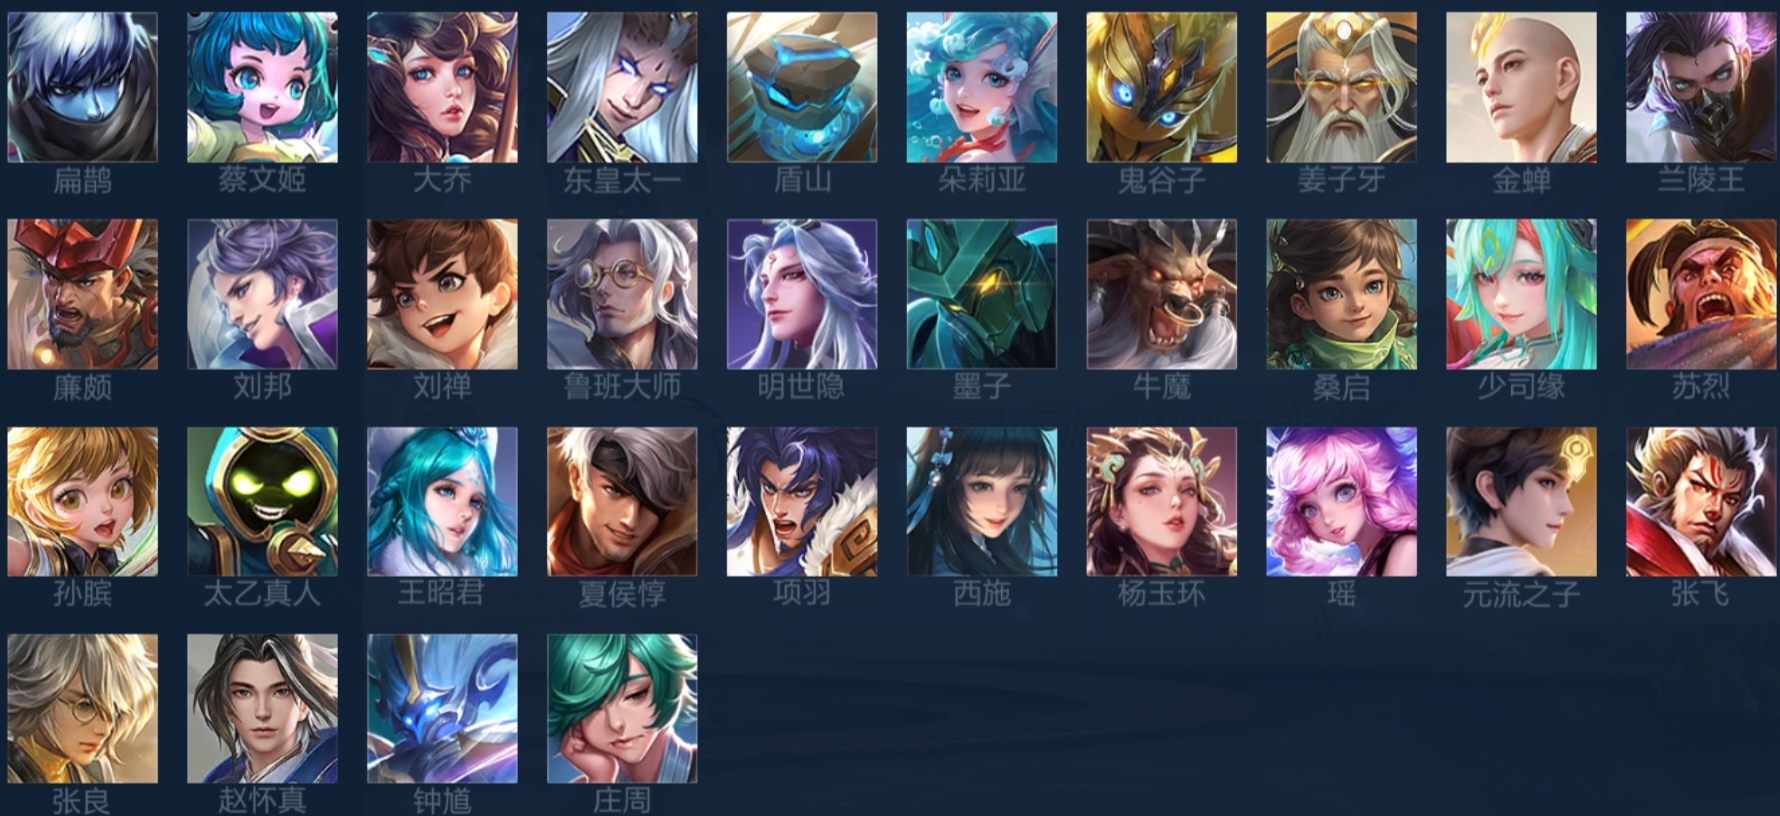 扁鹊 蔡文姬 大乔 东皇太一 盾山 朵莉亚 鬼谷子 姜子牙 金蝉 兰陵王
廉颇 刘邦 刘禅 鲁班大师 明世隐 墨子 牛魔 桑启 少司缘 苏烈
孙膑 太乙真人 王昭君 夏侯惇 项羽 西施 杨玉环 瑶 元流之子 张飞
张良 赵怀真 钟馗 庄周